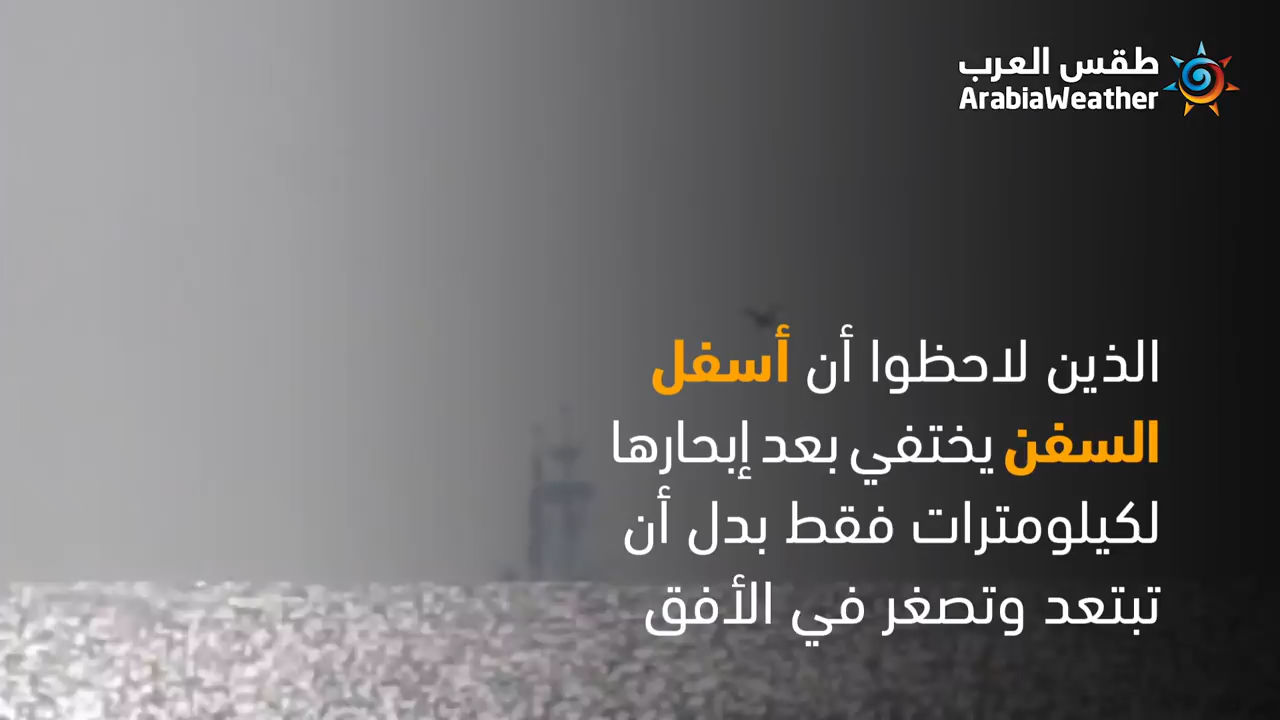 طقس العرب
ArabiaWeather
الذين لاحظوا أن أسفل
السفن يختفي بعد إبحارها
لكيلومترات فقط بدل أن
تبتعد وتصغر في الأفق